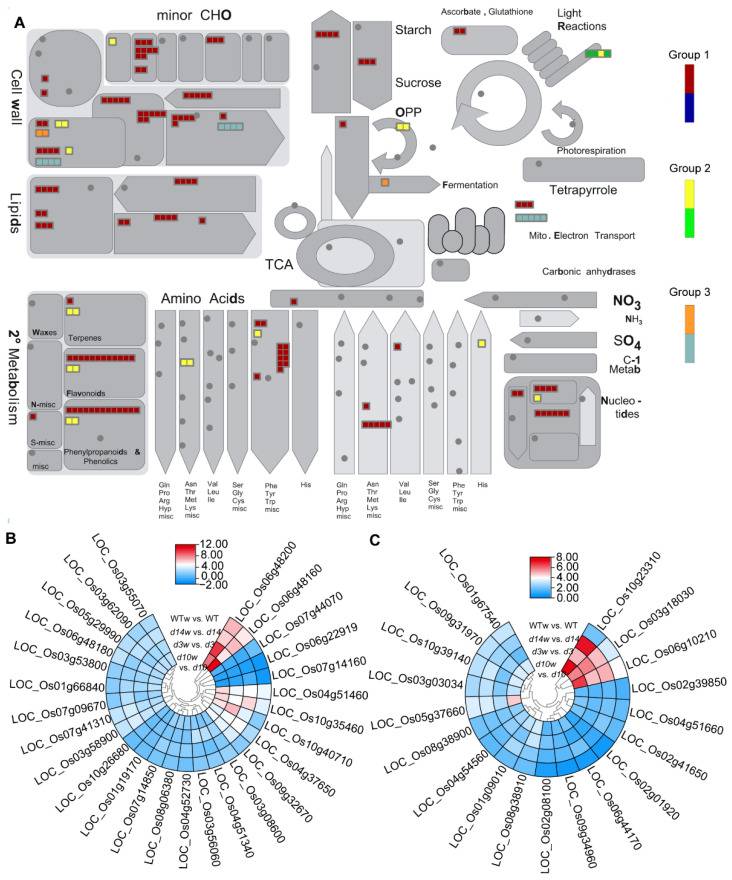 A
minor CHO
Cell wall
Lipids
2° Metabolism
Starch
Sucrose
OPP
Fermentation
TCA
Ascorbate , Glutathione
Light
Reactions
Photorespiration
Tetrapyrrole
Mito . Electron Transport
Carbonic anhydrases
NO3
NH3
SO4
C-1
Metab
Nucleo -
tides
Group 1
Group 2
Group 3
Amino Acids
Waxes
Terpenes
Flavonoids
N-misc
S-misc
Phenylpropanoids &
Phenolics
misc
Gln
Pro
Arg
Hyp
misc
Asn
Thr
Met
Lys
misc
Val
Leu
Ile
Ser
Gly
Cys
misc
Phe
Tyr
Trp
misc
His
Gln
Pro
Arg
Hyp
misc
Asn
Thr
Met
Lys
misc
Val
Leu
Ile
Ser
Gly
Cys
misc
Phe
Tyr
Trp
misc
His
B
12.00
8.00
4.00
0.00
−2.00
WTw vs. WT
d14w vs. d14
d3w vs. d3
d10w
vs. d10
LOC_Os06g48200
LOC_Os06g48160
LOC_Os07g44070
LOC_Os06g22919
LOC_Os07g14160
LOC_Os04g51460
LOC_Os10g35460
LOC_Os10g40710
LOC_Os04g37650
LOC_Os09g32670
LOC_Os03g08600
LOC_Os04g51340
LOC_Os03g56060
LOC_Os04g52730
LOC_Os08g06390
LOC_Os07g14850
LOC_Os01g19170
LOC_Os10g26680
LOC_Os03g58900
LOC_Os07g41310
LOC_Os07g09670
LOC_Os01g66840
LOC_Os03g53800
LOC_Os06g48180
LOC_Os05g29990
LOC_Os03g62090
LOC_Os03g55070
C
8.00
6.00
4.00
2.00
0.00
WTw vs. WT
d14w vs. d14
d3w vs. d3
d10w
vs. d10
LOC_Os10g23310
LOC_Os03g18030
LOC_Os06g10210
LOC_Os02g39850
LOC_Os04g51660
LOC_Os02g41650
LOC_Os02g01920
LOC_Os06g44170
LOC_Os09g34960
LOC_Os02g08100
LOC_Os08g38910
LOC_Os01g09010
LOC_Os04g54560
LOC_Os08g38900
LOC_Os05g37660
LOC_Os03g03034
LOC_Os10g39140
LOC_Os09g31970
LOC_Os01g67540